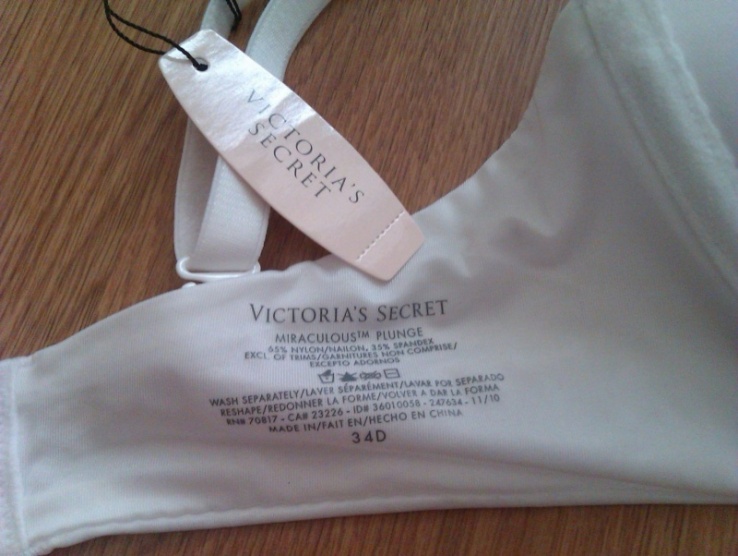 VICTORIA'S
SECRET
VICTORIA'S SECRET
MIRACULOUS™ PLUNGE
65% NYLON/NAILON, 35% SPANDEX
EXCL. OF TRIMS/GARNITURES NON COMPRISE/
EXCEPTO ADORNOS
WASH SEPARATELY/LAVER SÉPARÉMENT/LAVAR POR SEPARADO
RESHAPE/REDONNER LA FORME/VOLVER A DAR LA FORMA
RN# 70817 - CA# 23226 - ID# 36010058 - 247634 - 11/10
MADE IN/FAIT EN/HECHO EN CHINA
34D